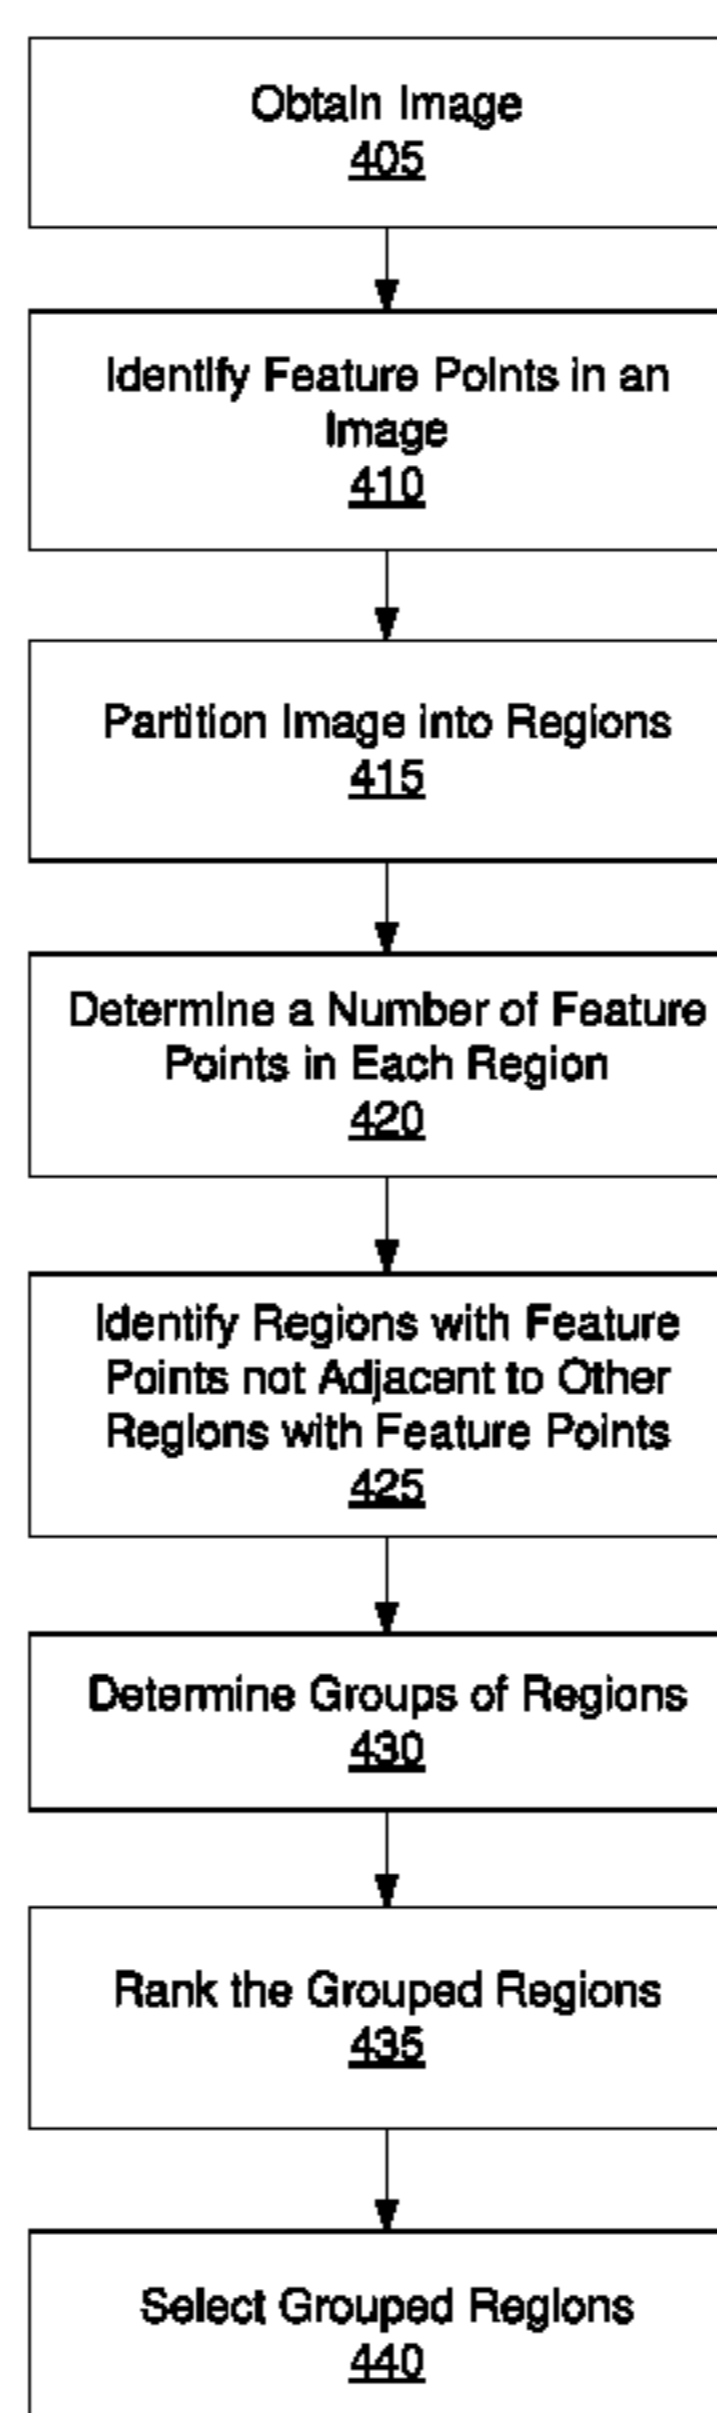 Obtain Image
405
Identify Feature Points in an
Image
410
Partition Image into Regions
415
Determine a Number of Feature
Points in Each Region
420
Identify Regions with Feature
Points not Adjacent to Other
Regions with Feature Points
425
Determine Groups of Regions
430
Rank the Grouped Regions
435
Select Grouped Regions
440